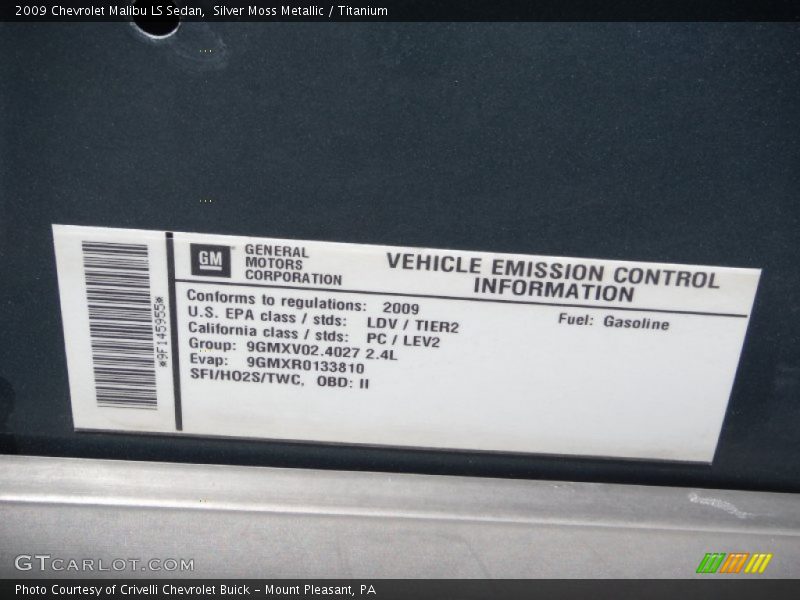 2009 Chevrolet Malibu LS Sedan,  Silver Moss Metallic / Titanium
*9F145955*
GM
GENERAL
MOTORS
CORPORATION
VEHICLE EMISSION CONTROL
INFORMATION
Conforms to regulations: 2009
Fuel: Gasoline
U.S. EPA class / stds: LDV / TIER2
California class / stds: PC / LEV2
Group: 9GMXV02.4027 2.4L
Evap: 9GMXR0133810
SFI/HO2S/TWC, OBD: II
GTCARLOT.COM
Photo Courtesy of Crivelli Chevrolet Buick - Mount Pleasant, PA